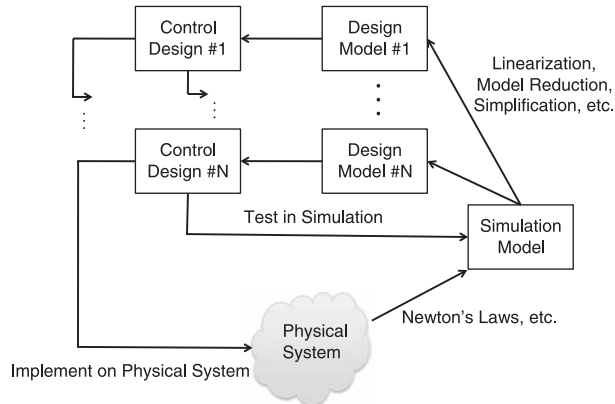 Control
Design #1
Design
Model #1
Linearization,
Model Reduction,
Simplification, etc.
Control
Design #N
Design
Model #N
Test in Simulation
Simulation
Model
Physical
System
Newton's Laws, etc.
Implement on Physical System